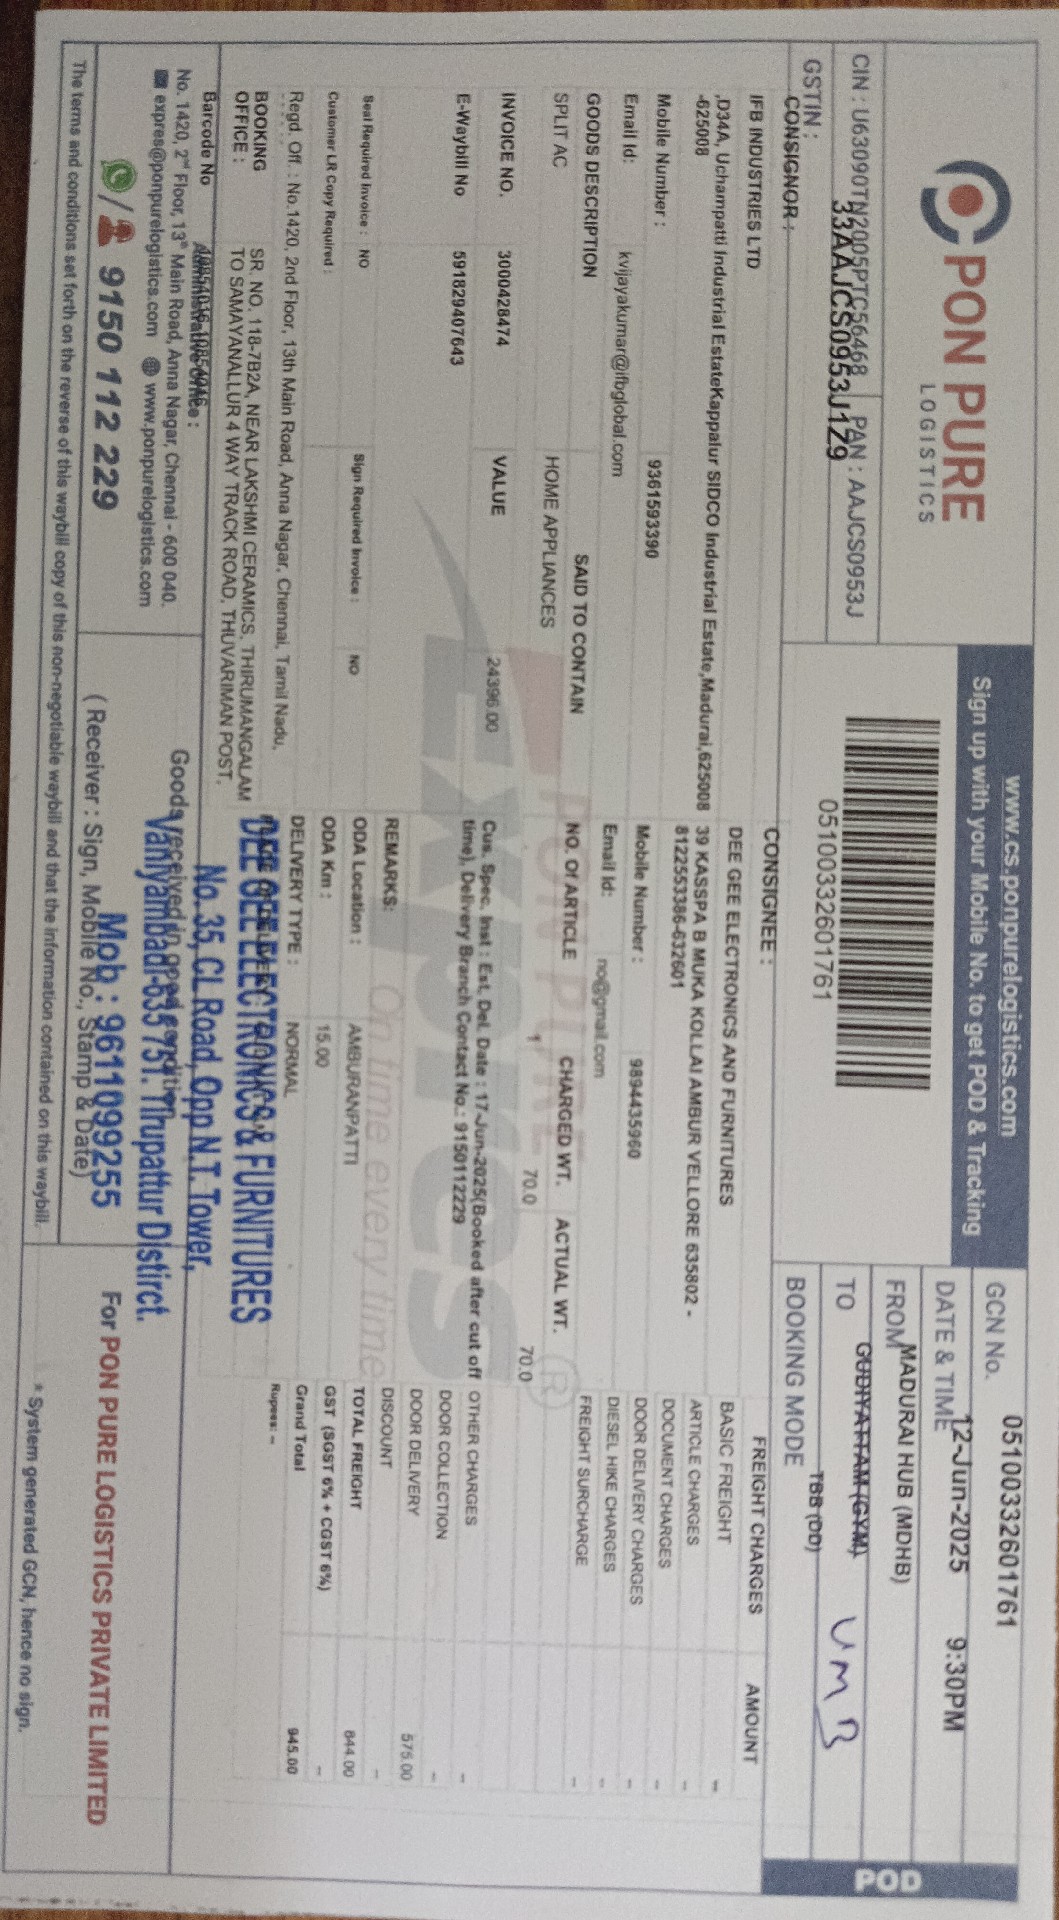 PON PURE
LOGISTICS
CIN : U63090TN2005PTC56468 PAN : AAJCS0953J
GSTIN : 33AAJCS0953J1Z9
www.cs.ponpurelogistics.com
Sign up with your Mobile No. to get POD & Tracking
05100332601761
GCN No. 05100332601761
DATE & TIME 12-Jun-2025 9:30PM
FROM MADURAI HUB (MDHB)
TO GUDIYATTAM (GYM) UMB
BOOKING MODE TBB (DD)
POD
CONSIGNOR :
IFB INDUSTRIES LTD
,D34A, Uchampatti Industrial EstateKappalur SIDCO Industrial Estate,Madurai,625008
-625008
Mobile Number : 9361593390
Email Id: kvijayakumar@ifbglobal.com
GOODS DESCRIPTION SAID TO CONTAIN
SPLIT AC HOME APPLIANCES
INVOICE NO. 3000428474 VALUE 24396.00
E-Waybill No 591829407643
Seal Required Invoice : NO Sign Required Invoice : NO
Customer LR Copy Required :
Regd. Off. : No.1420, 2nd Floor, 13th Main Road, Anna Nagar, Chennai, Tamil Nadu,
BOOKING OFFICE : SR. NO. 118-7B2A, NEAR LAKSHMI CERAMICS, THIRUMANGALAM
TO SAMAYANALLUR 4 WAY TRACK ROAD, THUVARIMAN POST,
CONSIGNEE :
DEE GEE ELECTRONICS AND FURNITURES
39 KASSPA B MUKA KOLLAI AMBUR VELLORE 635802 -
8122553386-632601
Mobile Number : 9894435960
Email Id: no@gmail.com
NO. Of ARTICLE CHARGED WT. ACTUAL WT.
1 70.0 70.0
Cus. Spec. Inst : Est. Del. Date : 17-Jun-2025(Booked after cut off
time), Delivery Branch Contact No.: 9150112229
REMARKS:
ODA Location : AMBURANPATTI
ODA Km : 15.00
DELIVERY TYPE : NORMAL
FREIGHT CHARGES AMOUNT
BASIC FREIGHT -
ARTICLE CHARGES -
DOCUMENT CHARGES -
DOOR DELIVERY CHARGES -
DIESEL HIKE CHARGES -
FREIGHT SURCHARGE -
OTHER CHARGES -
DOOR COLLECTION -
DOOR DELIVERY 575.00
DISCOUNT -
TOTAL FREIGHT 844.00
GST (SGST 6% + CGST 6%) -
Grand Total 945.00
Rupees: --
PON PURE
Expres
On time every time
®
Barcode No
Administrative Office :
No. 1420, 2nd Floor, 13th Main Road, Anna Nagar, Chennai - 600 040.
expres@ponpurelogistics.com www.ponpurelogistics.com
/ 9150 112 229
DEE GEE ELECTRONICS & FURNITURES
No. 35, CL Road, Opp N.T. Tower,
Vaniyambadi-635 751. Tirupattur Distirct.
Mob : 9611099255
Goods received in good condition
( Receiver : Sign, Mobile No., Stamp & Date)
For PON PURE LOGISTICS PRIVATE LIMITED
* System generated GCN, hence no sign.
The terms and conditions set forth on the reverse of this waybill copy of this non-negotiable waybill and that the information contained on this waybill.